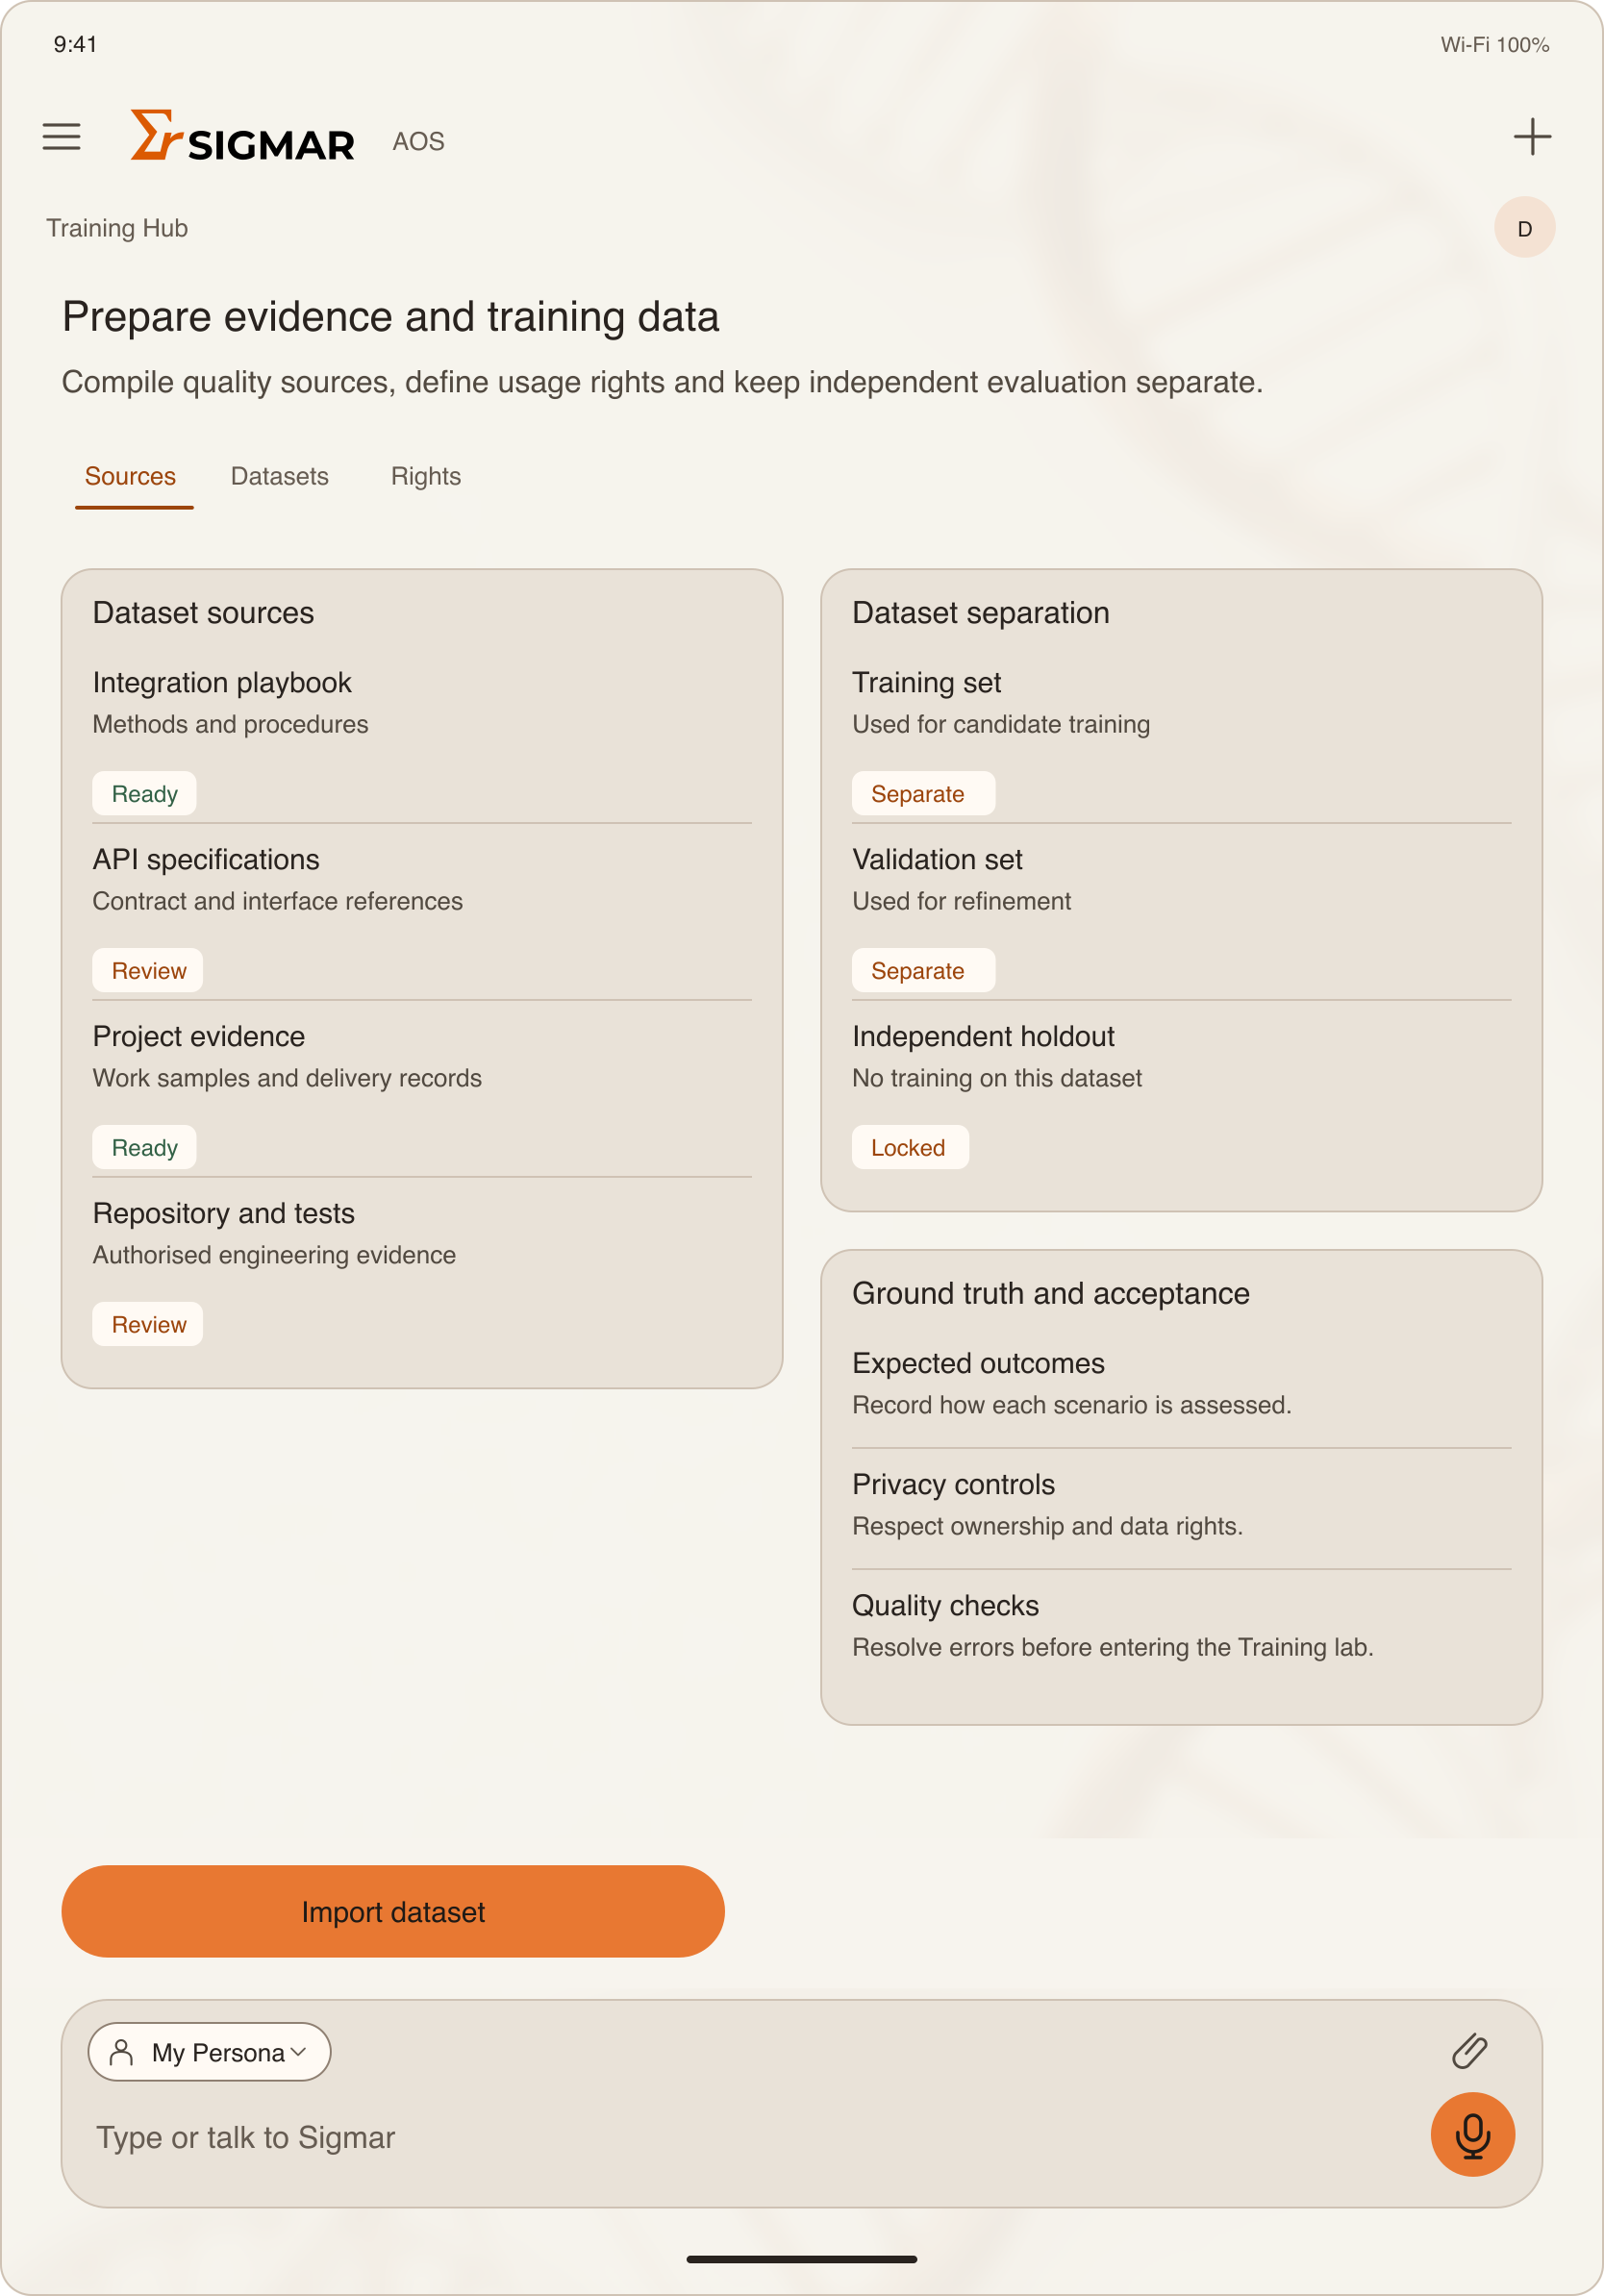 9:41
Wi-Fi 100%
Σr SIGMAR AOS
Training Hub
D
Prepare evidence and training data
Compile quality sources, define usage rights and keep independent evaluation separate.
Sources Datasets Rights
Dataset sources
Integration playbook
Methods and procedures
Ready
API specifications
Contract and interface references
Review
Project evidence
Work samples and delivery records
Ready
Repository and tests
Authorised engineering evidence
Review
Dataset separation
Training set
Used for candidate training
Separate
Validation set
Used for refinement
Separate
Independent holdout
No training on this dataset
Locked
Ground truth and acceptance
Expected outcomes
Record how each scenario is assessed.
Privacy controls
Respect ownership and data rights.
Quality checks
Resolve errors before entering the Training lab.
Import dataset
My Persona
Type or talk to Sigmar